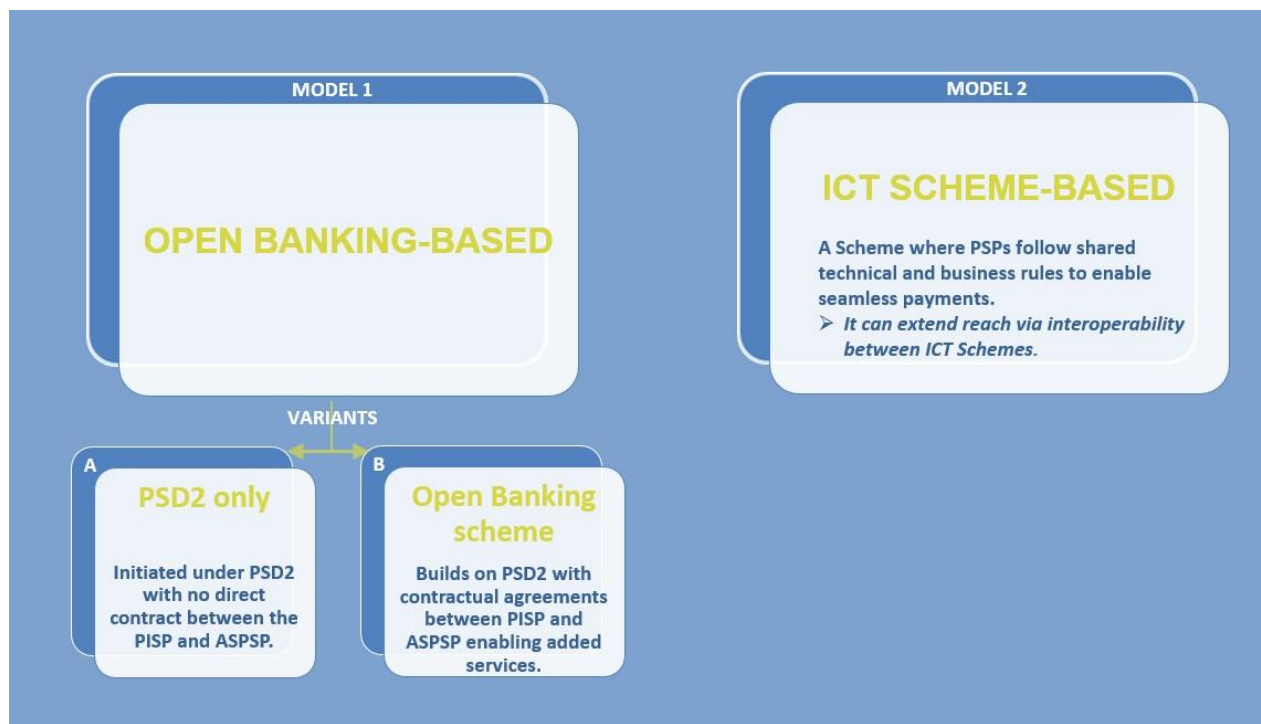 MODEL 1
OPEN BANKING-BASED
VARIANTS
A
PSD2 only
Initiated under PSD2
with no direct
contract between the
PISP and ASPSP.
B
Open Banking
scheme
Builds on PSD2 with
contractual agreements
between PISP and
ASPSP enabling added
services.
MODEL 2
ICT SCHEME-BASED
A Scheme where PSPs follow shared
technical and business rules to enable
seamless payments.
➢ It can extend reach via interoperability
between ICT Schemes.